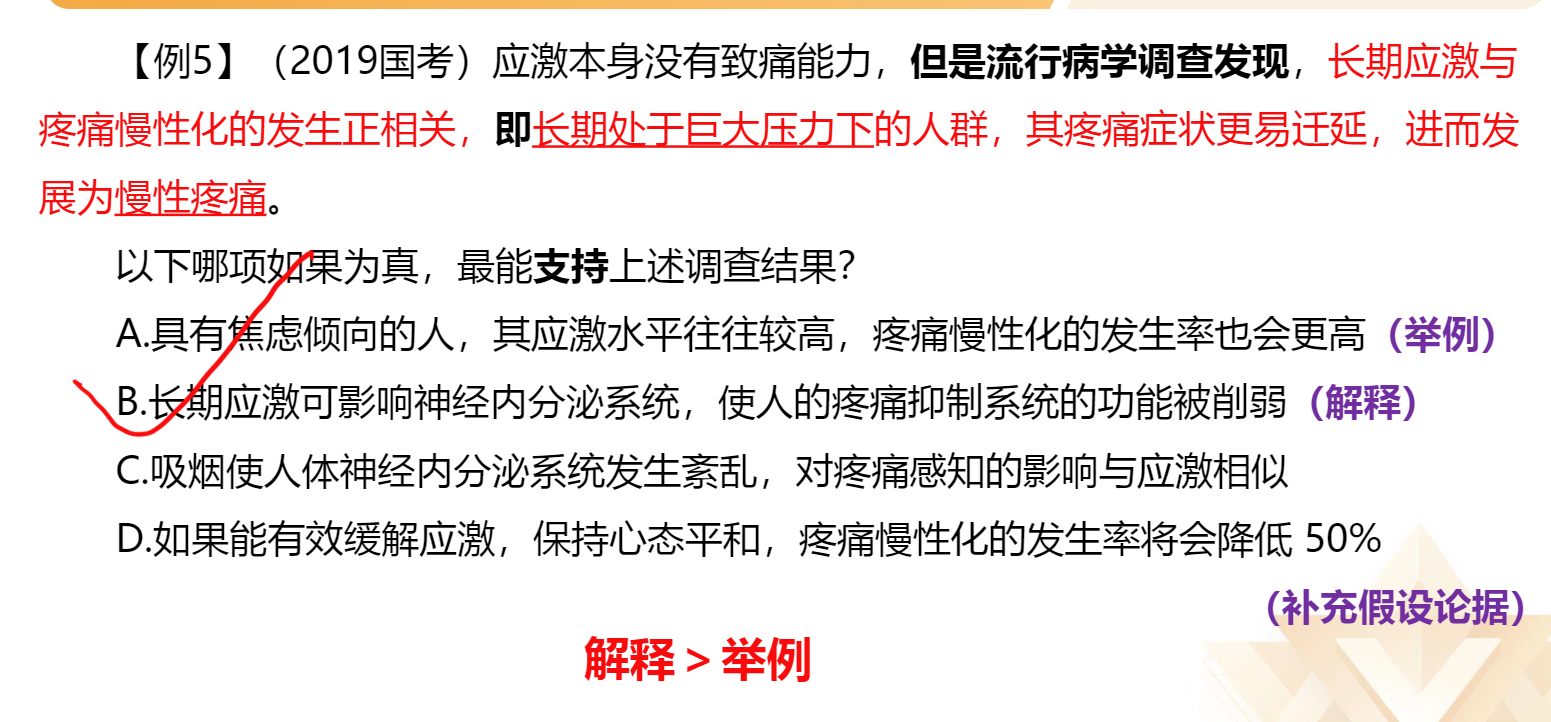 【例5】（2019国考）应激本身没有致痛能力，但是流行病学调查发现，长期应激与
疼痛慢性化的发生正相关，即长期处于巨大压力下的人群，其疼痛症状更易迁延，进而发
展为慢性疼痛。
以下哪项如果为真，最能支持上述调查结果？
A.具有焦虑倾向的人，其应激水平往往较高，疼痛慢性化的发生率也会更高（举例）
B.长期应激可影响神经内分泌系统，使人的疼痛抑制系统的功能被削弱（解释）
C.吸烟使人体神经内分泌系统发生紊乱，对疼痛感知的影响与应激相似
D.如果能有效缓解应激，保持心态平和，疼痛慢性化的发生率将会降低 50%
（补充假设论据）
解释＞举例